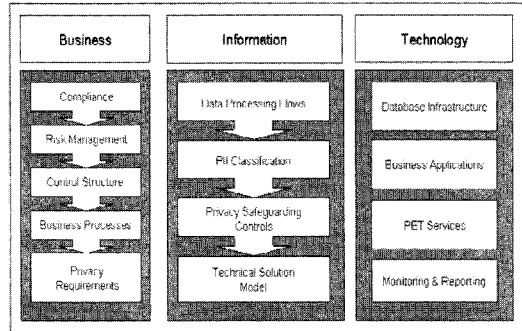 Business
Information
Technology
Compliance
Risk Management
Control Structure
Business Processes
Privacy
Requirements
Data Processing Flows
PII Classification
Privacy Safeguarding
Controls
Technical Solution
Model
Database Infrastructure
Business Applications
PET Services
Monitoring & Reporting